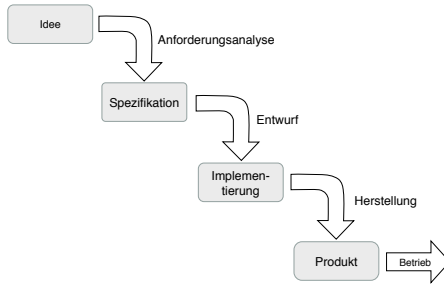 Idee
Anforderungsanalyse
Spezifikation
Entwurf
Implemen-
tierung
Herstellung
Produkt
Betrieb